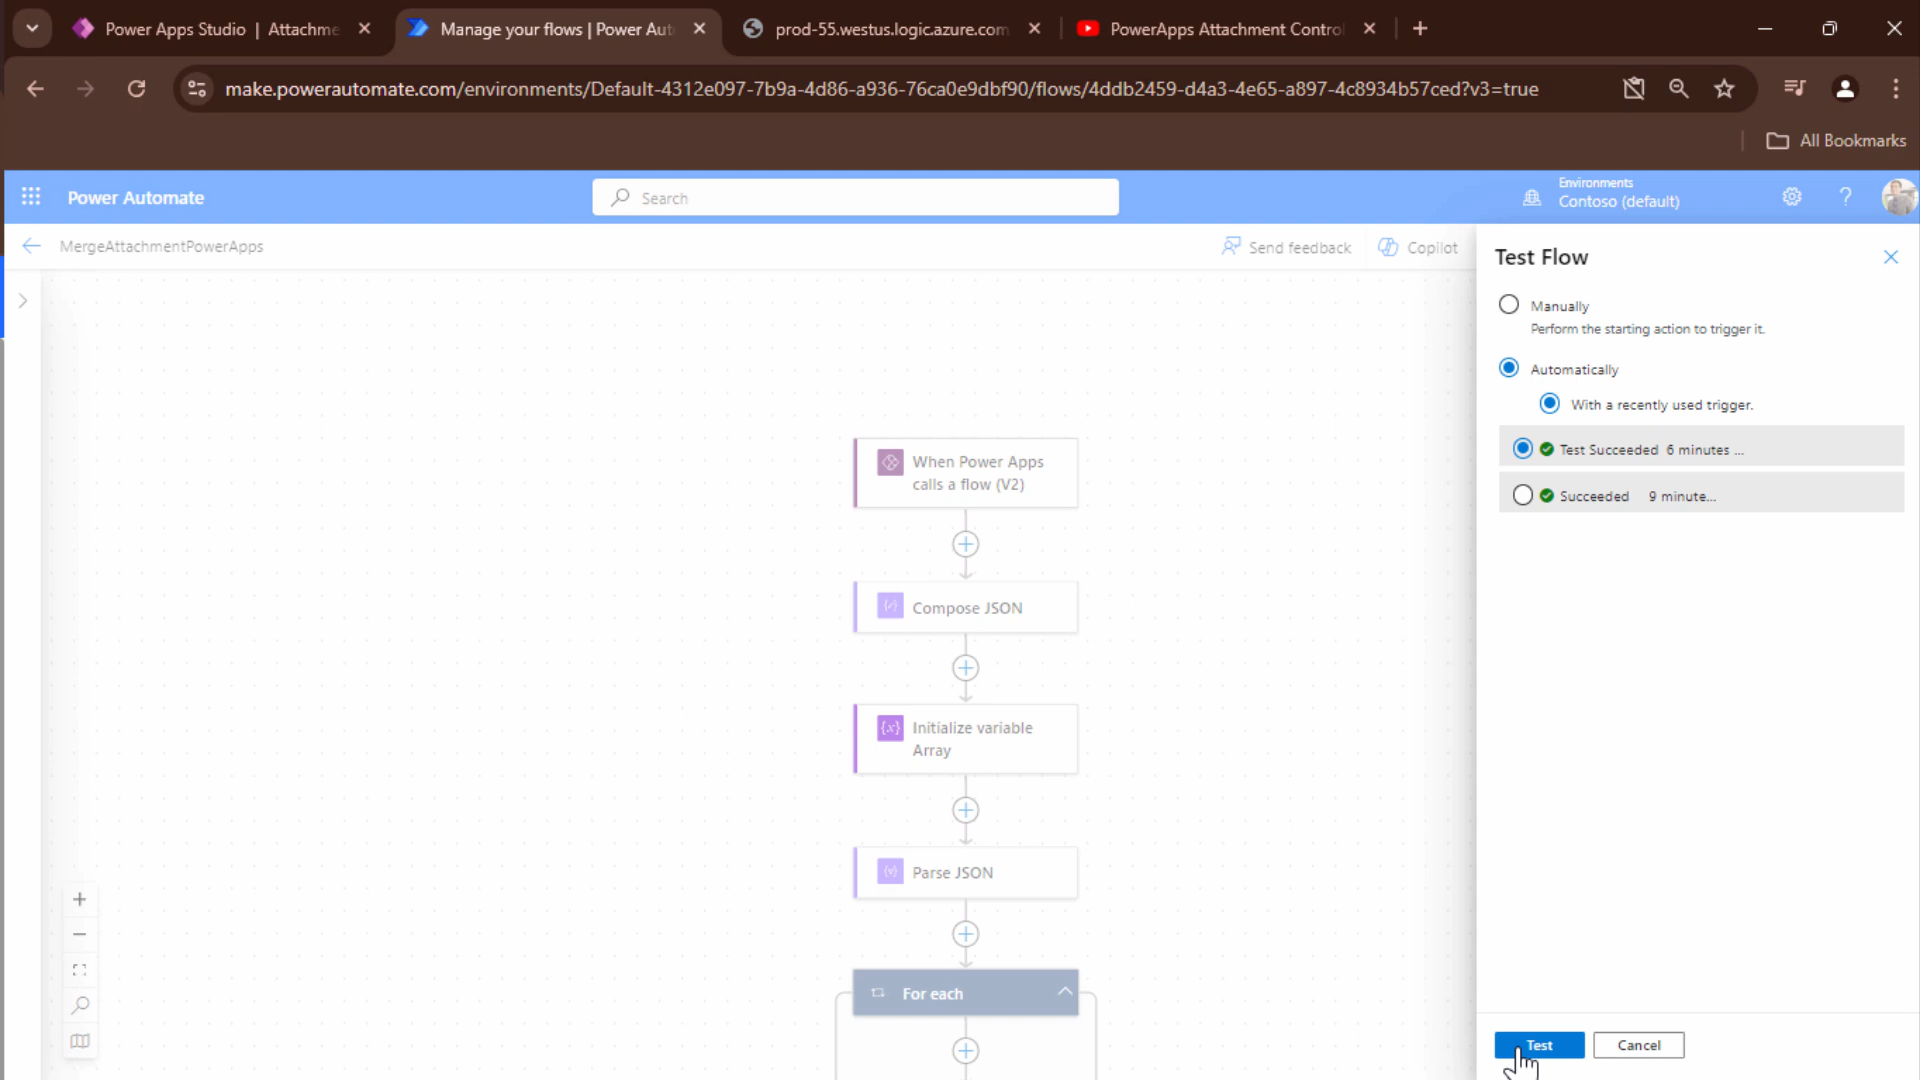 Power Apps Studio | Attachme
Manage your flows | Power Aut
prod-55.westus.logic.azure.com
PowerApps Attachment Control
make.powerautomate.com/environments/Default-4312e097-7b9a-4d86-a936-76ca0e9dbf90/flows/4ddb2459-d4a3-4e65-a897-4c8934b57ced?v3=true
All Bookmarks
Power Automate
Search
Environments
Contoso (default)
MergeAttachmentPowerApps
Send feedback
Copilot
Test Flow
Manually
Perform the starting action to trigger it.
Automatically
With a recently used trigger.
Test Succeeded 6 minutes ...
Succeeded 9 minute...
When Power Apps
calls a flow (V2)
Compose JSON
Initialize variable
Array
Parse JSON
For each
Test
Cancel